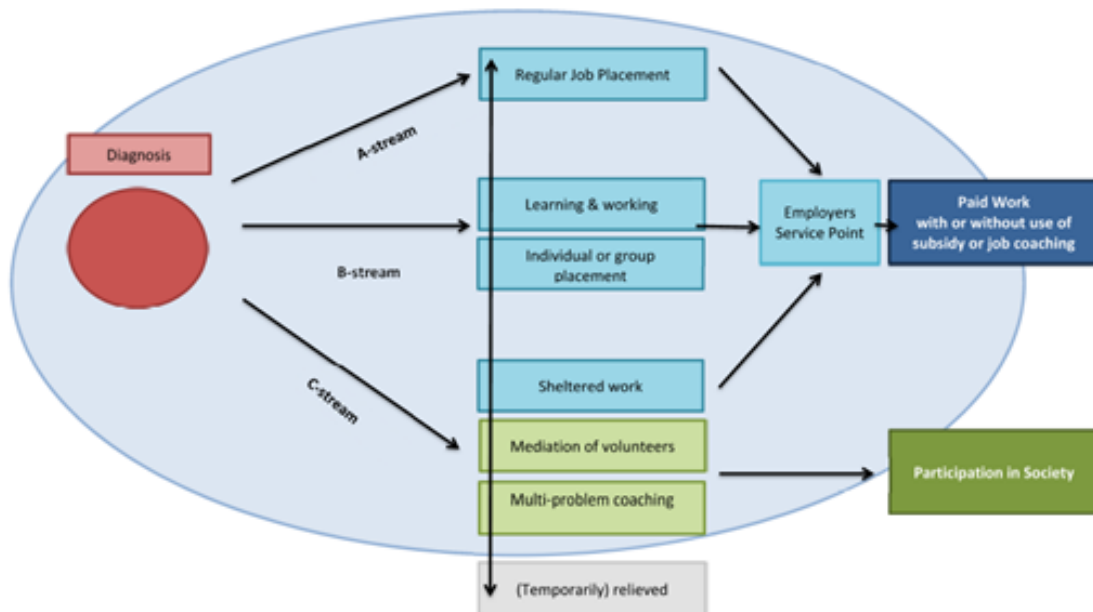 Regular Job Placement
Diagnosis
A-stream
Learning & working
Individual or group
placement
B-stream
Employers
Service Point
Paid Work
with or without use of
subsidy or job coaching
C-stream
Sheltered work
Mediation of volunteers
Multi-problem coaching
Participation in Society
(Temporarily) relieved